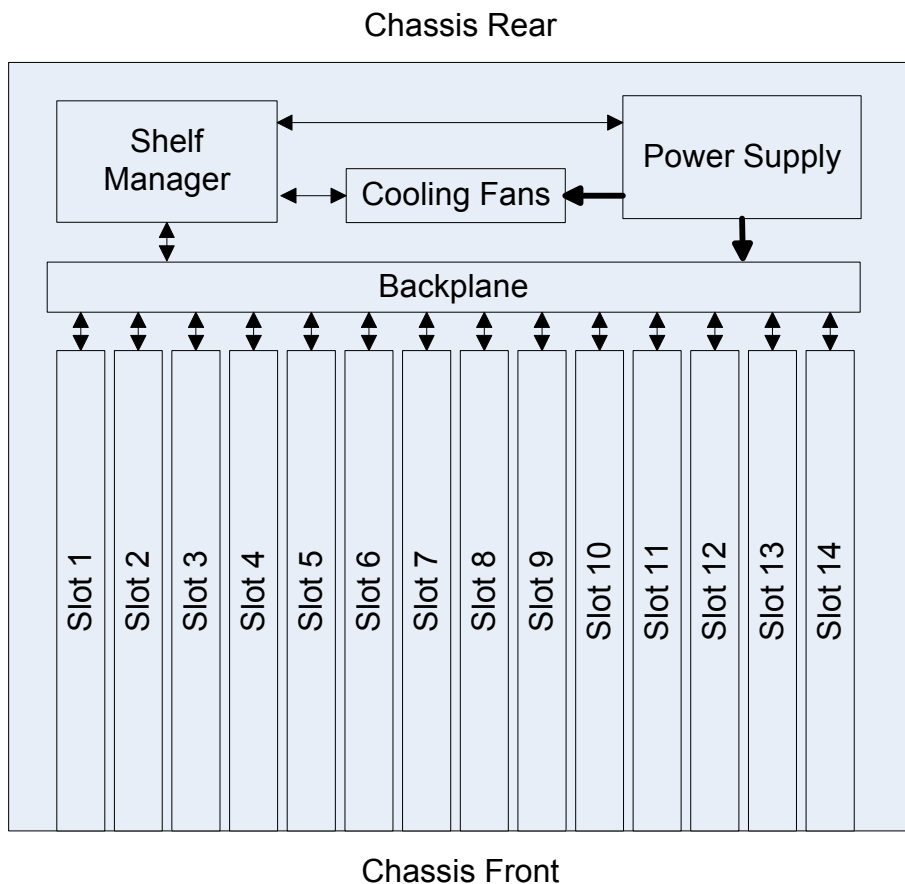 Chassis Rear
Shelf
Manager
Power Supply
Cooling Fans
Backplane
Slot 1
Slot 2
Slot 3
Slot 4
Slot 5
Slot 6
Slot 7
Slot 8
Slot 9
Slot 10
Slot 11
Slot 12
Slot 13
Slot 14
Chassis Front